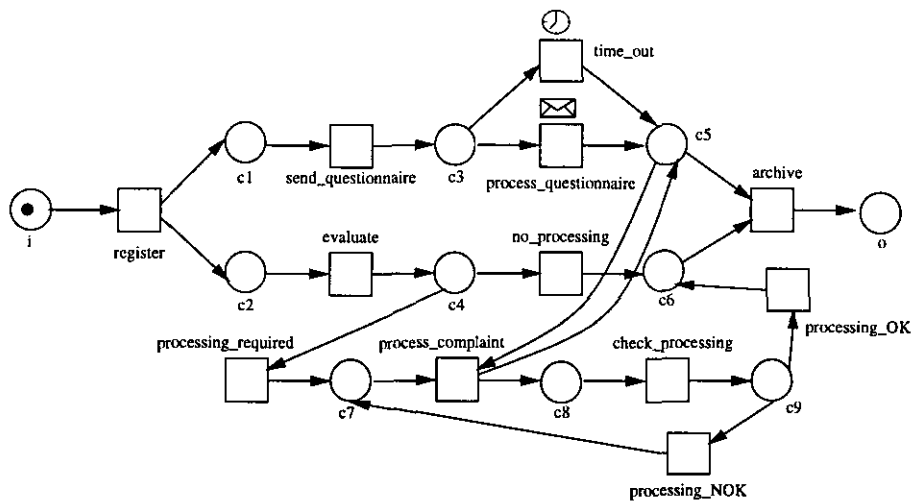 time_out
c5
c1
send_questionnaire
c3
process_questionnaire
archive
i
register
evaluate
no_processing
o
c2
c4
c6
processing_OK
processing_required
process_complaint
check_processing
c7
c8
c9
processing_NOK